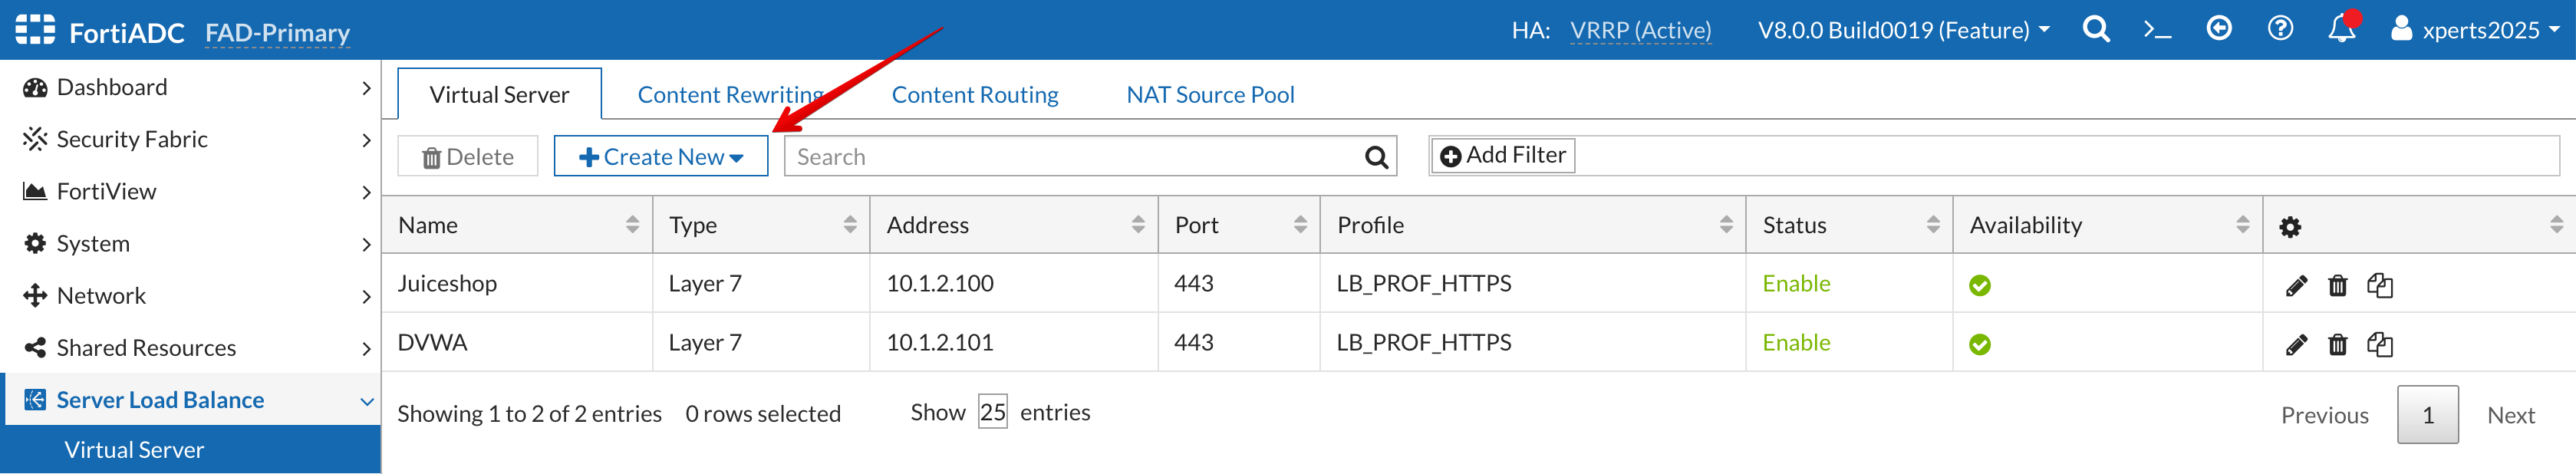 FortiADC FAD-Primary HA: VRRP (Active) V8.0.0 Build0019 (Feature) xperts2025
Dashboard
Security Fabric
FortiView
System
Network
Shared Resources
Server Load Balance
Virtual Server
Virtual Server Content Rewriting Content Routing NAT Source Pool
Delete Create New Search Add Filter
Name Type Address Port Profile Status Availability
Juiceshop Layer 7 10.1.2.100 443 LB_PROF_HTTPS Enable
DVWA Layer 7 10.1.2.101 443 LB_PROF_HTTPS Enable
Showing 1 to 2 of 2 entries 0 rows selected Show 25 entries Previous 1 Next